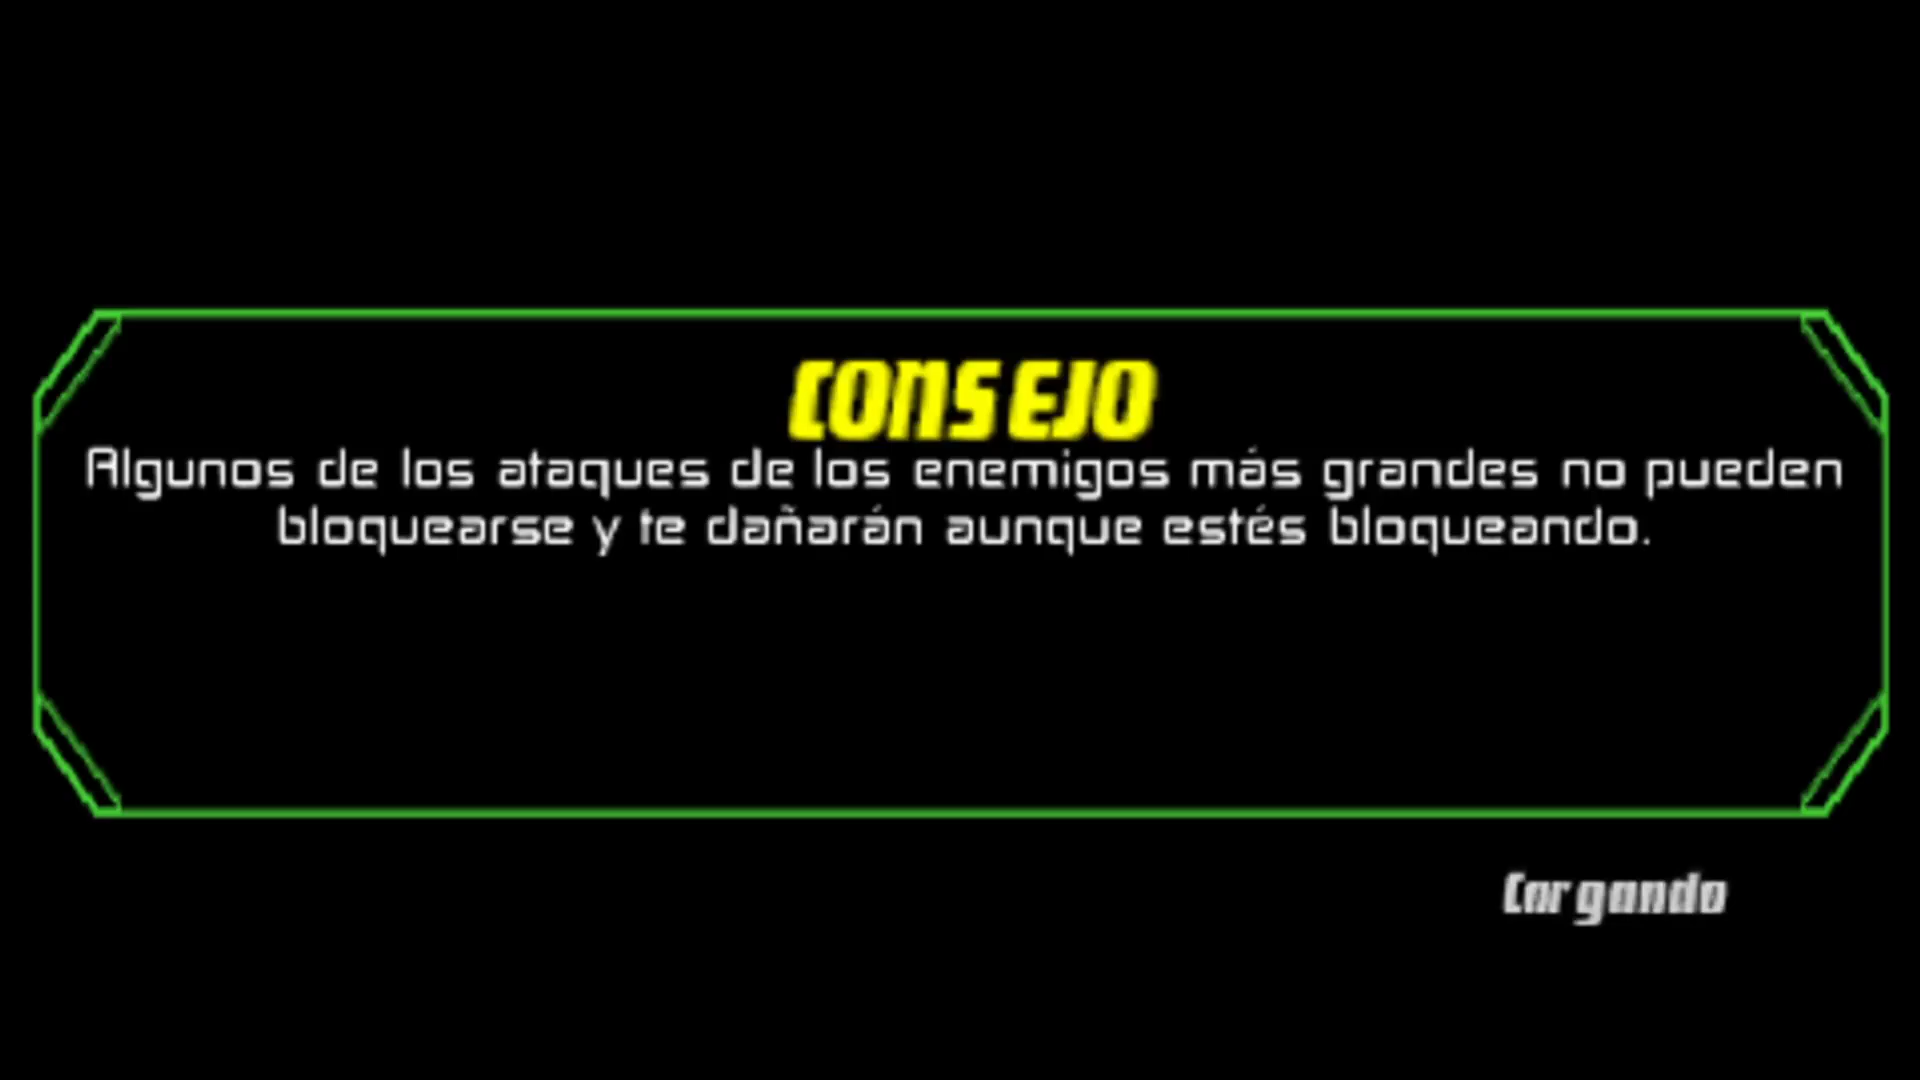 CONSEJO
Algunos de los ataques de los enemigos más grandes no pueden
bloquearse y te dañarán aunque estés bloqueando.
Cargando